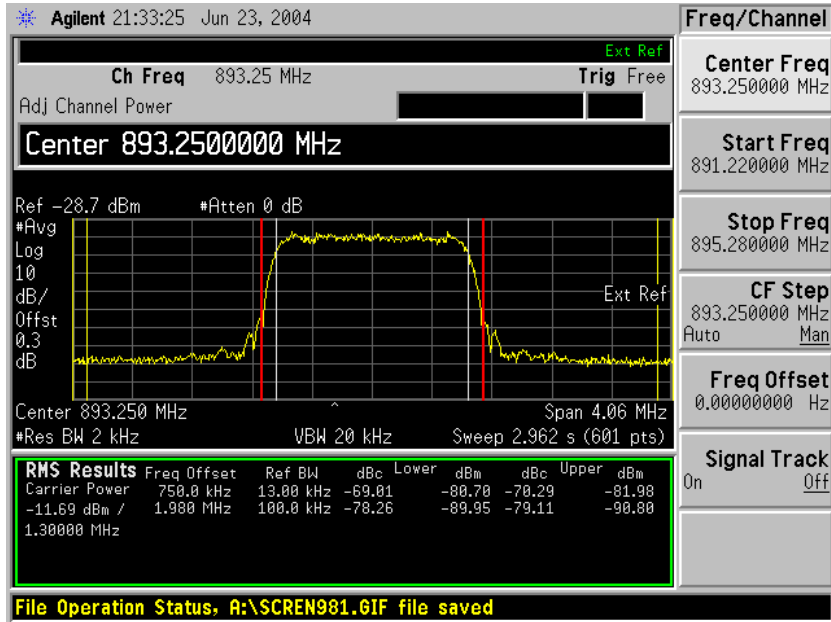 Agilent 21:33:25 Jun 23, 2004
Freq/Channel
Ext Ref
Ch Freq 893.25 MHz Trig Free
Adj Channel Power
Center 893.2500000 MHz
Ref -28.7 dBm #Atten 0 dB
#Avg
Log
10
dB/
Offst
0.3
dB
Ext Ref
Center 893.250 MHz ^ Span 4.06 MHz
#Res BW 2 kHz VBW 20 kHz Sweep 2.962 s (601 pts)
RMS Results Freq Offset Ref BW dBc Lower dBm dBc Upper dBm
Carrier Power 750.0 kHz 13.00 kHz -69.01 -80.70 -70.29 -81.98
-11.69 dBm / 1.980 MHz 100.0 kHz -78.26 -89.95 -79.11 -90.80
1.30000 MHz
File Operation Status, A:\SCREN981.GIF file saved
Center Freq
893.250000 MHz
Start Freq
891.220000 MHz
Stop Freq
895.280000 MHz
CF Step
893.250000 MHz
Auto Man
Freq Offset
0.00000000 Hz
Signal Track
On Off